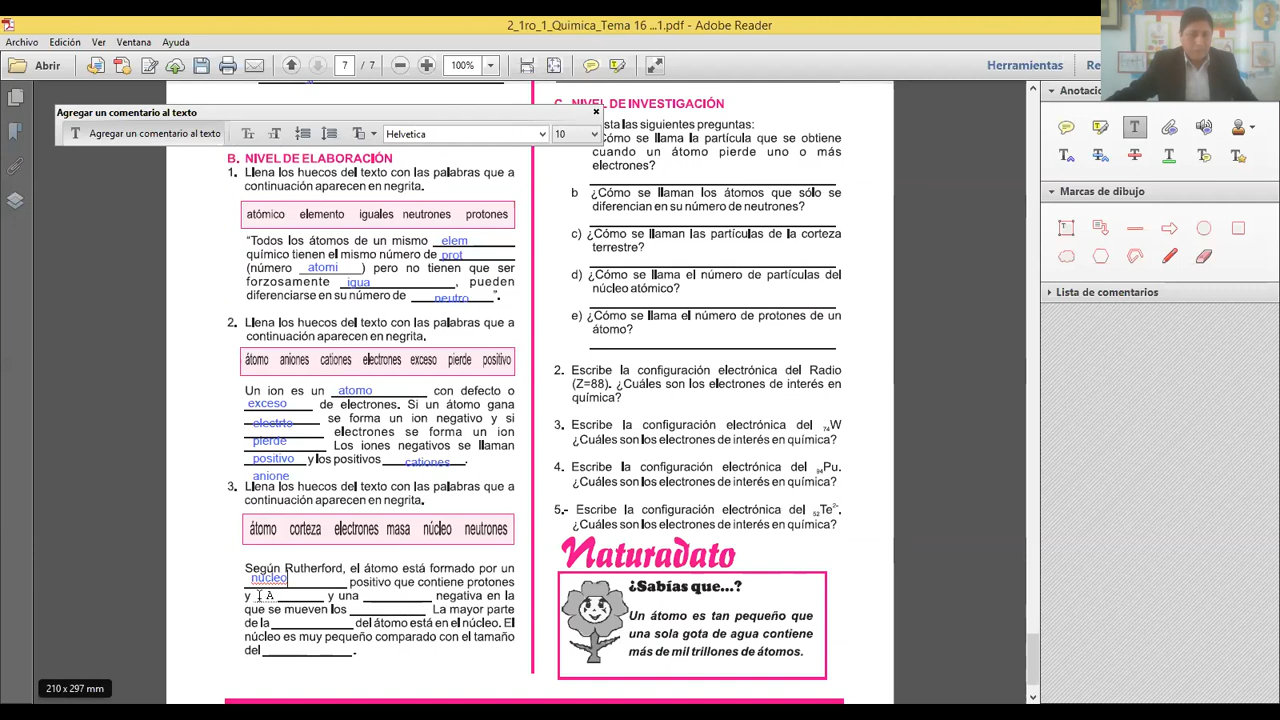 2_1ro_1_Quimica_Tema 16 ...1.pdf - Adobe Reader
Archivo Edición Ver Ventana Ayuda
Abrir 7 / 7 100% Herramientas
Agregar un comentario al texto
Agregar un comentario al texto Helvetica 10
B. NIVEL DE ELABORACIÓN
1. Llena los huecos del texto con las palabras que a
continuación aparecen en negrita.
atómico elemento iguales neutrones protones
“Todos los átomos de un mismo elem
químico tienen el mismo número de prot
(número atomi ) pero no tienen que ser
forzosamente igua , pueden
diferenciarse en su número de neutro ”.
2. Llena los huecos del texto con las palabras que a
continuación aparecen en negrita.
átomo aniones cationes electrones exceso pierde positivo
Un ion es un atomo con defecto o
exceso de electrones. Si un átomo gana
electrto se forma un ion negativo y si
pierde electrones se forma un ion
Los iones negativos se llaman
positivo y los positivos cationes .
anione
3. Llena los huecos del texto con las palabras que a
continuación aparecen en negrita.
átomo corteza electrones masa núcleo neutrones
Según Rutherford, el átomo está formado por un
nucleo positivo que contiene protones
y y una negativa en la
que se mueven los . La mayor parte
de la del átomo está en el núcleo. El
núcleo es muy pequeño comparado con el tamaño
del .
C. NIVEL DE INVESTIGACIÓN
sta las siguientes preguntas:
Cómo se llama la partícula que se obtiene
cuando un átomo pierde uno o más
electrones?
b ¿Cómo se llaman los átomos que sólo se
diferencian en su número de neutrones?
c) ¿Cómo se llaman las partículas de la corteza
terrestre?
d) ¿Cómo se llama el número de partículas del
núcleo atómico?
e) ¿Cómo se llama el número de protones de un
átomo?
2. Escribe la configuración electrónica del Radio
(Z=88). ¿Cuáles son los electrones de interés en
química?
3. Escribe la configuración electrónica del 74W
¿Cuáles son los electrones de interés en química?
4. Escribe la configuración electrónica del 94Pu.
¿Cuáles son los electrones de interés en química?
5.- Escribe la configuración electrónica del 52Te2-.
¿Cuáles son los electrones de interés en química?
Naturadato
¿Sabías que...?
Un átomo es tan pequeño que
una sola gota de agua contiene
más de mil trillones de átomos.
Anotacio
Marcas de dibujo
Lista de comentarios
210 x 297 mm